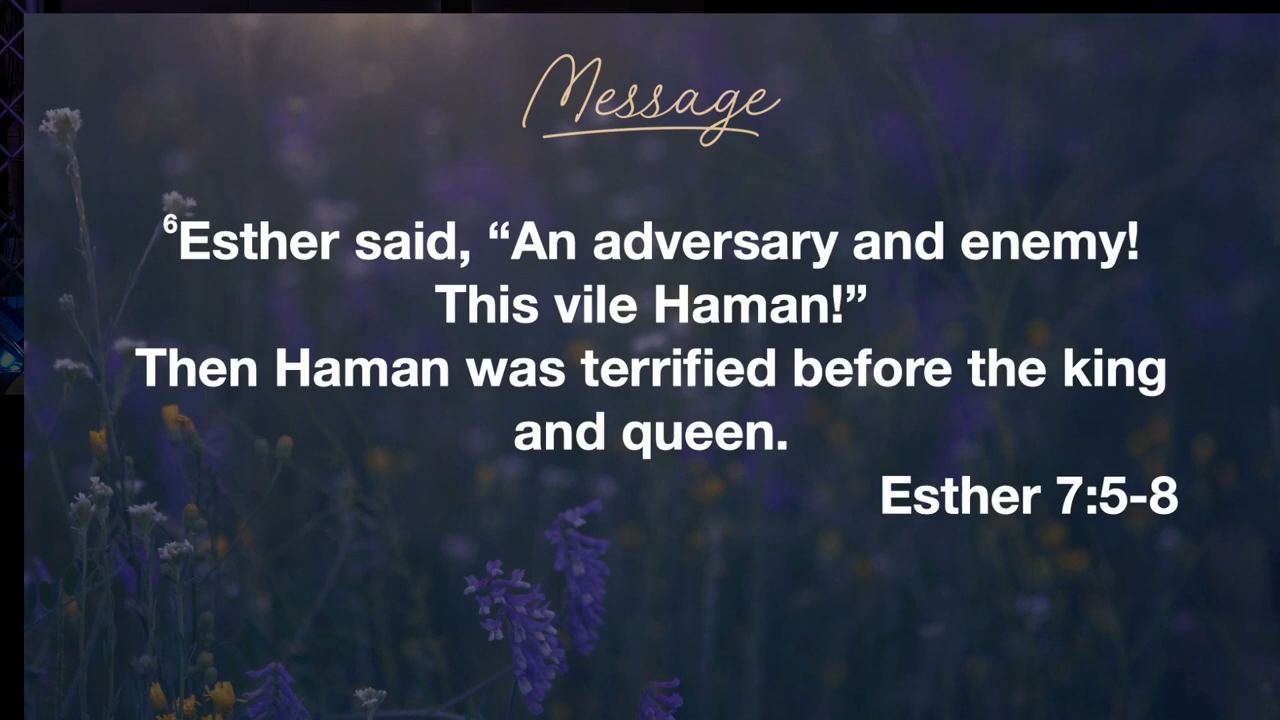 Message
⁶Esther said, “An adversary and enemy!
This vile Haman!”
Then Haman was terrified before the king
and queen.
Esther 7:5-8